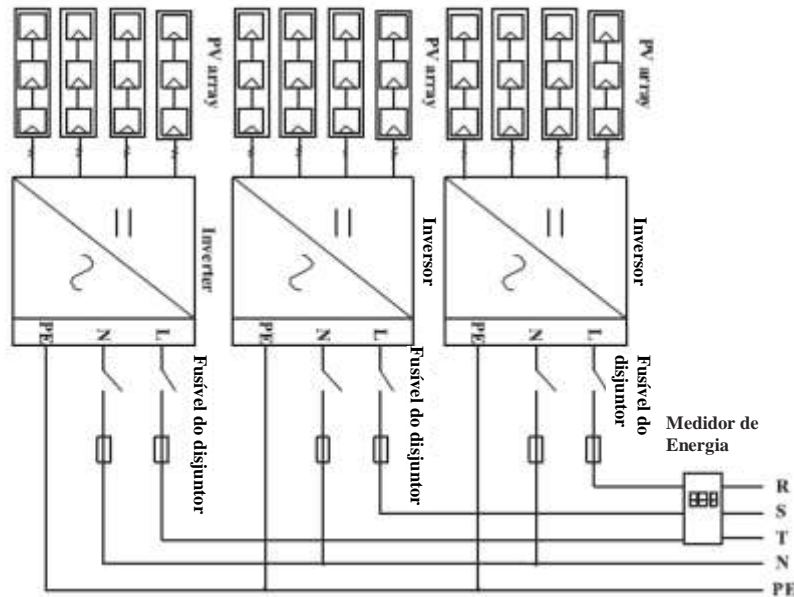 PV array
PV array
PV array
Inverter
Inversor
Inversor
PE
N
L
PE
N
L
PE
N
L
Fusível do disjuntor
Fusível do disjuntor
Fusível do
disjuntor
Medidor de
Energia
R
S
T
N
PE